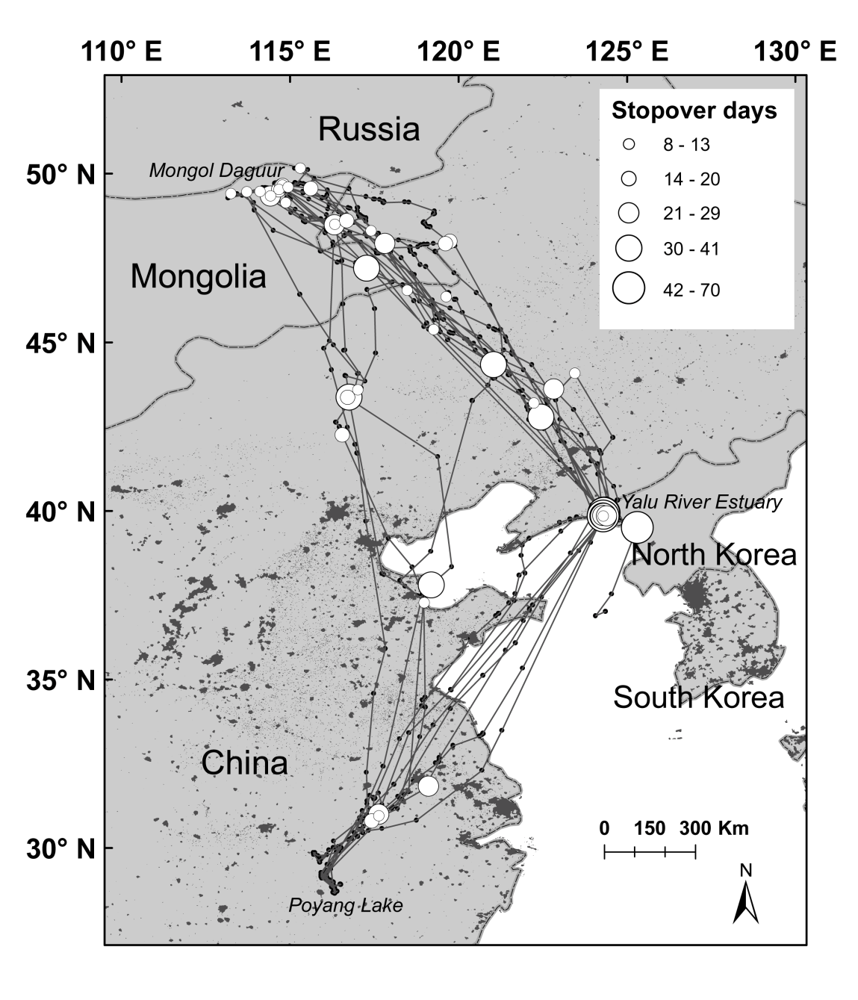 110° E 115° E 120° E 125° E 130° E
Stopover days
8 - 13
14 - 20
21 - 29
30 - 41
42 - 70
Russia
50° N
Mongol Daguur
Mongolia
45° N
40° N
Yalu River Estuary
North Korea
35° N
South Korea
China
0 150 300 Km
30° N
N
Poyang Lake